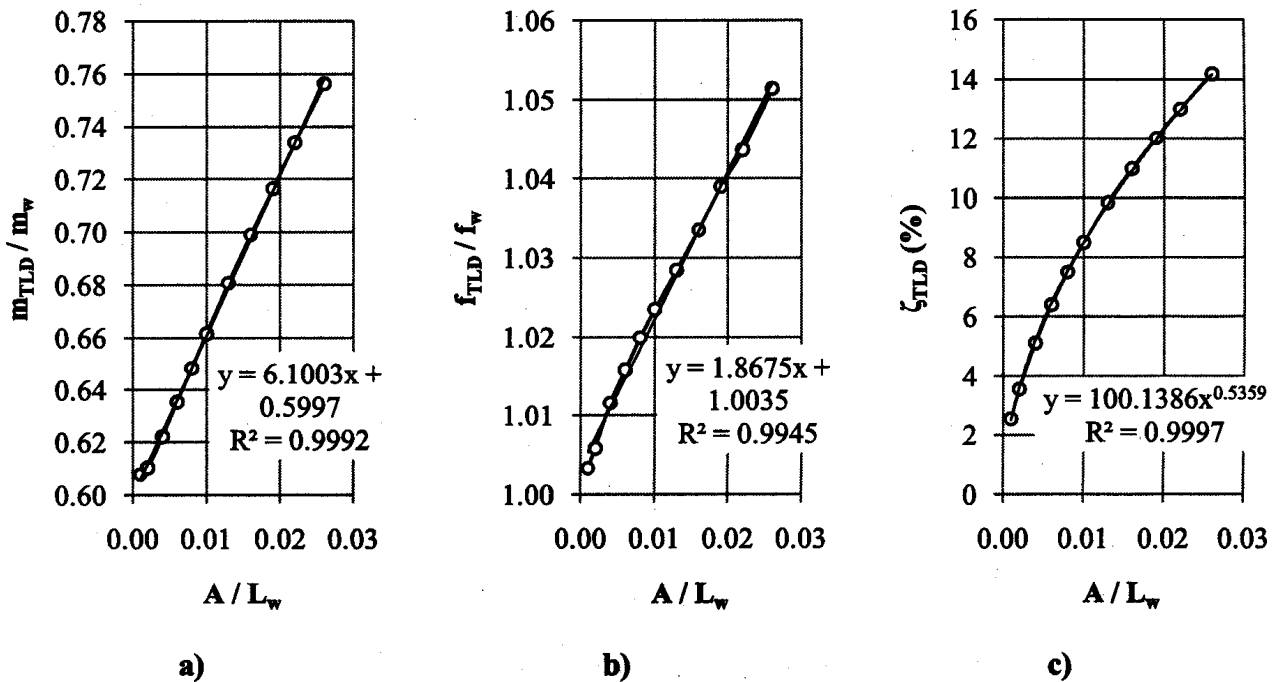 m_TLD / m_w
0.78
0.76
0.74
0.72
0.70
0.68
0.66
0.64
0.62
0.60
y = 6.1003x +
0.5997
R² = 0.9992
0.00 0.01 0.02 0.03
A / L_w
a)
f_TLD / f_w
1.06
1.05
1.04
1.03
1.02
1.01
1.00
y = 1.8675x +
1.0035
R² = 0.9945
0.00 0.01 0.02 0.03
A / L_w
b)
ζ_TLD (%)
16
14
12
10
8
6
4
2
0
y = 100.1386x^0.5359
R² = 0.9997
0.00 0.01 0.02 0.03
A / L_w
c)